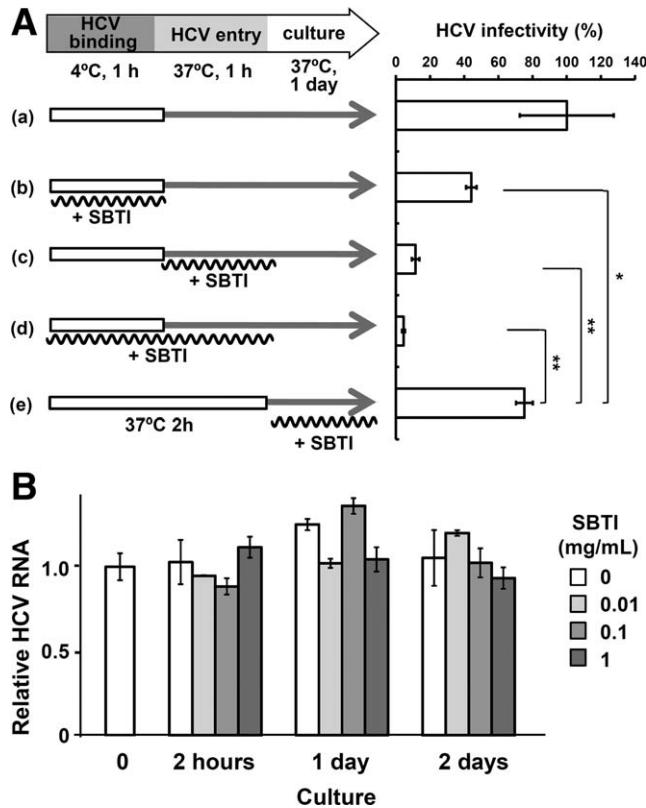 A
HCV binding
HCV entry
culture
4ºC, 1 h
37ºC, 1 h
37ºC, 1 day
HCV infectivity (%)
0 20 40 60 80 100 140
(a)
(b)
+ SBTI
(c)
+ SBTI
(d)
+ SBTI
(e)
37ºC 2h
+ SBTI
*
**
**
B
Relative HCV RNA
1.0
0.5
0
0 2 hours 1 day 2 days
Culture
SBTI
(mg/mL)
0
0.01
0.1
1